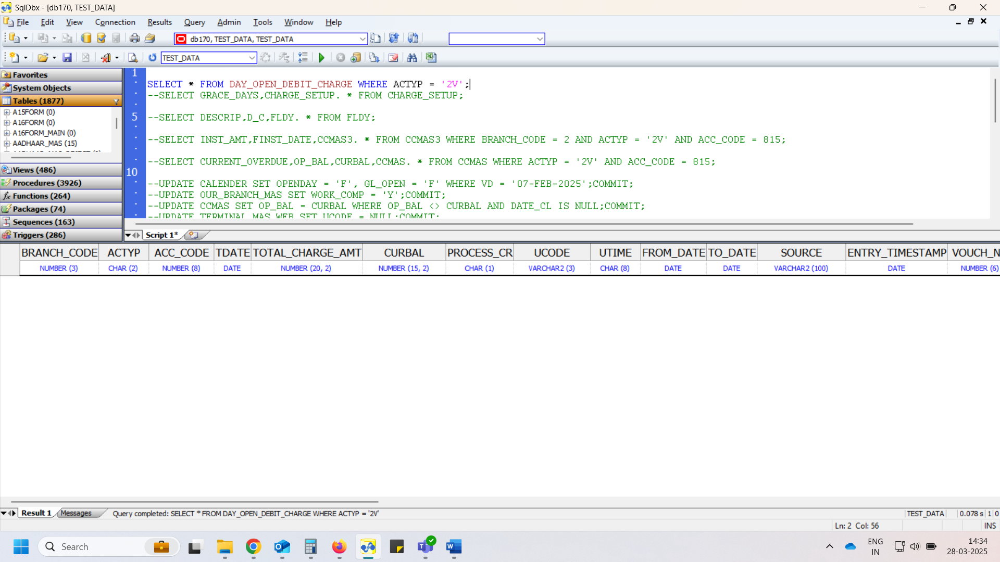 SqlDbx - [db170, TEST_DATA]
File Edit View Connection Results Query Admin Tools Window Help
db170, TEST_DATA, TEST_DATA
TEST_DATA
Favorites
System Objects
Tables (1877)
A15FORM (0)
A16FORM (0)
A16FORM_MAIN (0)
AADHAAR_MAS (15)
Views (486)
Procedures (3926)
Functions (264)
Packages (74)
Sequences (163)
Triggers (286)
1
SELECT * FROM DAY_OPEN_DEBIT_CHARGE WHERE ACTYP = '2V';
--SELECT GRACE_DAYS,CHARGE_SETUP. * FROM CHARGE_SETUP;
5 --SELECT DESCRIP,D_C,FLDY. * FROM FLDY;
--SELECT INST_AMT,FINST_DATE,CCMAS3. * FROM CCMAS3 WHERE BRANCH_CODE = 2 AND ACTYP = '2V' AND ACC_CODE = 815;
--SELECT CURRENT_OVERDUE,OP_BAL,CURBAL,CCMAS. * FROM CCMAS WHERE ACTYP = '2V' AND ACC_CODE = 815;
10
--UPDATE CALENDER SET OPENDAY = 'F', GL_OPEN = 'F' WHERE VD = '07-FEB-2025';COMMIT;
--UPDATE OUR_BRANCH_MAS SET WORK_COMP = 'Y';COMMIT;
--UPDATE CCMAS SET OP_BAL = CURBAL WHERE OP_BAL <> CURBAL AND DATE_CL IS NULL;COMMIT;
--UPDATE TERMINAL_MAS_WEB SET UCODE = NULL;COMMIT;
Script 1*
BRANCH_CODE ACTYP ACC_CODE TDATE TOTAL_CHARGE_AMT CURBAL PROCESS_CR UCODE UTIME FROM_DATE TO_DATE SOURCE ENTRY_TIMESTAMP VOUCH_N
NUMBER (3) CHAR (2) NUMBER (8) DATE NUMBER (20, 2) NUMBER (15, 2) CHAR (1) VARCHAR2 (3) CHAR (8) DATE DATE VARCHAR2 (100) DATE NUMBER (6)
Result 1 Messages Query completed: SELECT * FROM DAY_OPEN_DEBIT_CHARGE WHERE ACTYP = '2V' TEST_DATA 0.078 s 1 0
Ln: 2 Col: 56 INS
Search
ENG
IN
14:34
28-03-2025